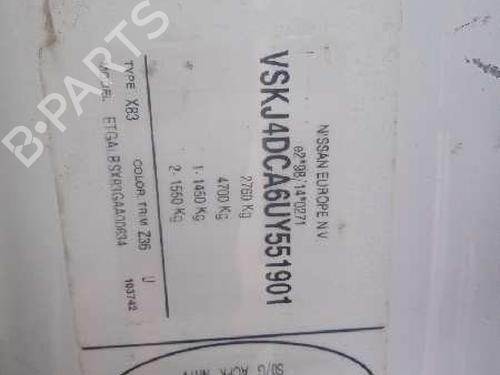 NISSAN EUROPE N.V
e2*98/14*0271
VSKJ4DCA6UY551901
2760 Kg
4700 Kg
1- 1450 Kg
2- 1550 Kg
TYPE X83 COLOR,TRIM Z36 U
MODEL 103742
B-PARTS